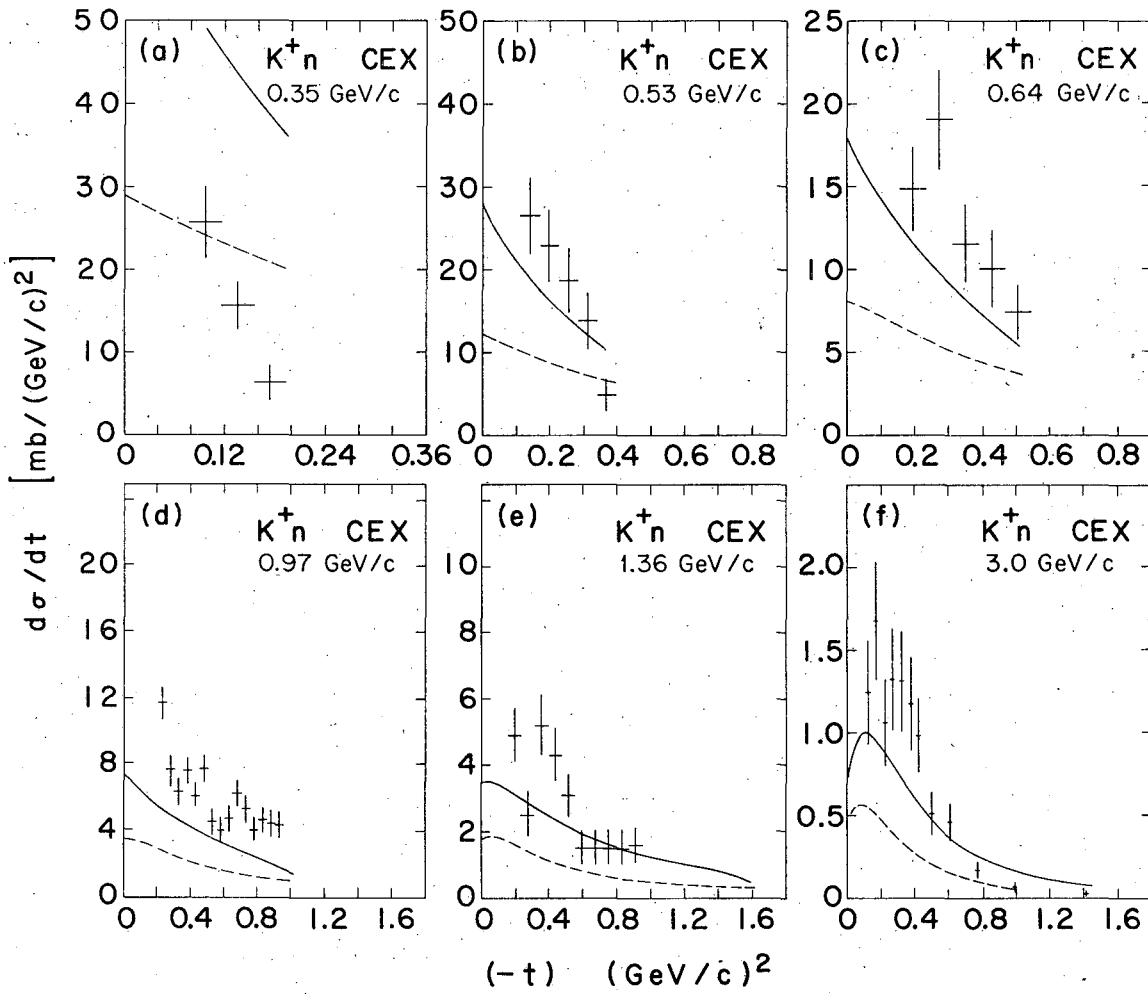 dσ/dt [mb/(GeV/c)²]
(a) K⁺n CEX
0.35 GeV/c
50
40
30
20
10
0
0 0.12 0.24 0.36
(b) K⁺n CEX
0.53 GeV/c
50
40
30
20
10
0
0 0.2 0.4 0.6 0.8
(c) K⁺n CEX
0.64 GeV/c
25
20
15
10
5
0
0 0.2 0.4 0.6 0.8
(d) K⁺n CEX
0.97 GeV/c
20
16
12
8
4
0
0 0.4 0.8 1.2 1.6
(e) K⁺n CEX
1.36 GeV/c
10
8
6
4
2
0
0 0.4 0.8 1.2 1.6
(f) K⁺n CEX
3.0 GeV/c
2.0
1.5
1.0
0.5
0
0 0.4 0.8 1.2 1.6
(-t) (GeV/c)²